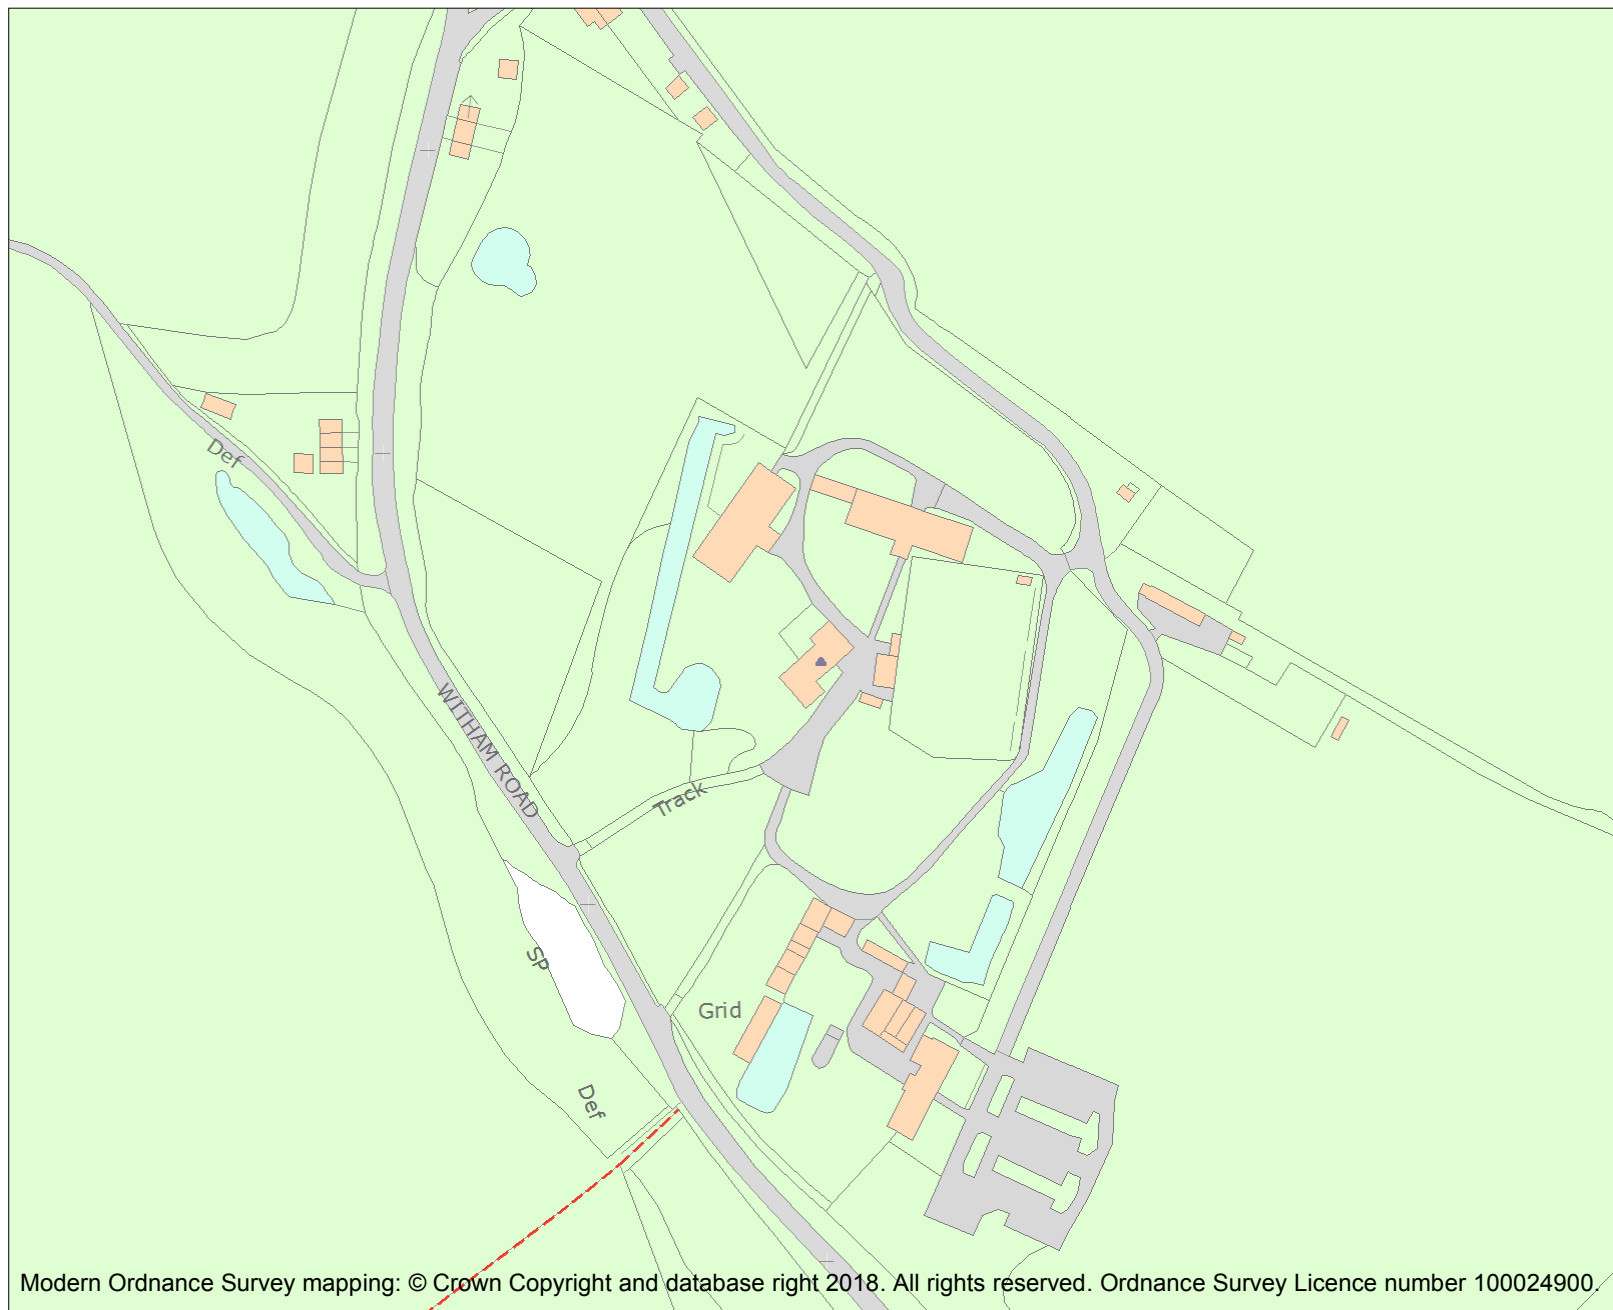 Def
WITHAM ROAD
Track
SP
Grid
Def
Modern Ordnance Survey mapping: © Crown Copyright and database right 2018. All rights reserved. Ordnance Survey Licence number 100024900.